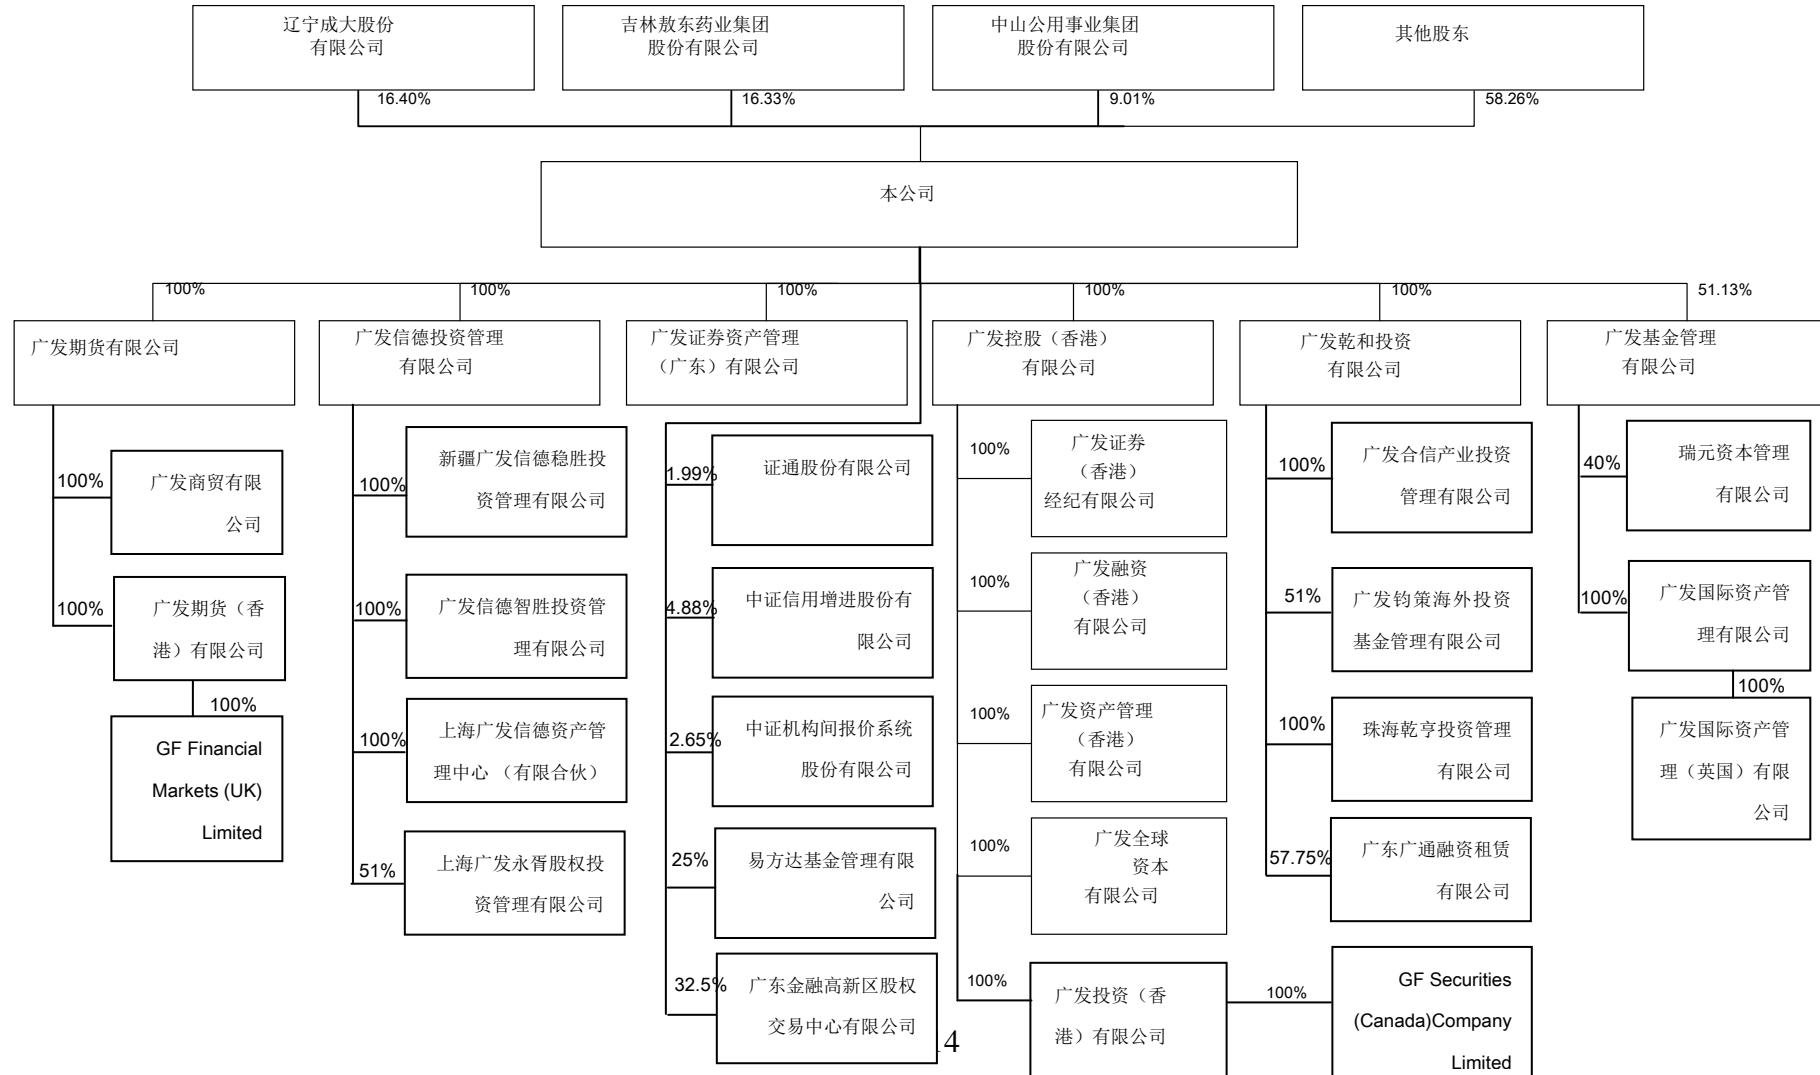 辽宁成大股份
有限公司
吉林敖东药业集团
股份有限公司
中山公用事业集团
股份有限公司
其他股东
16.40%
16.33%
9.01%
58.26%
本公司
100%
100%
100%
100%
100%
51.13%
广发期货有限公司
广发信德投资管理
有限公司
广发证券资产管理
（广东）有限公司
广发控股（香港）
有限公司
广发乾和投资
有限公司
广发基金管理
有限公司
100%
广发商贸有限
公司
100%
广发期货（香
港）有限公司
100%
GF Financial
Markets (UK)
Limited
100%
新疆广发信德稳胜投
资管理有限公司
100%
广发信德智胜投资管
理有限公司
100%
上海广发信德资产管
理中心 （有限合伙）
51%
上海广发永胥股权投
资管理有限公司
1.99%
证通股份有限公司
4.88%
中证信用增进股份有
限公司
2.65%
中证机构间报价系统
股份有限公司
25%
易方达基金管理有限
公司
32.5%
广东金融高新区股权
交易中心有限公司
100%
广发证券
（香港）
经纪有限公司
100%
广发融资
（香港）
有限公司
100%
广发资产管理
（香港）
有限公司
100%
广发全球
资本
有限公司
100%
广发投资（香
港）有限公司
100%
GF Securities
(Canada)Company
Limited
100%
广发合信产业投资
管理有限公司
51%
广发钧策海外投资
基金管理有限公司
100%
珠海乾亨投资管理
有限公司
57.75%
广东广通融资租赁
有限公司
40%
瑞元资本管理
有限公司
100%
广发国际资产管
理有限公司
100%
广发国际资产管
理（英国）有限
公司
14